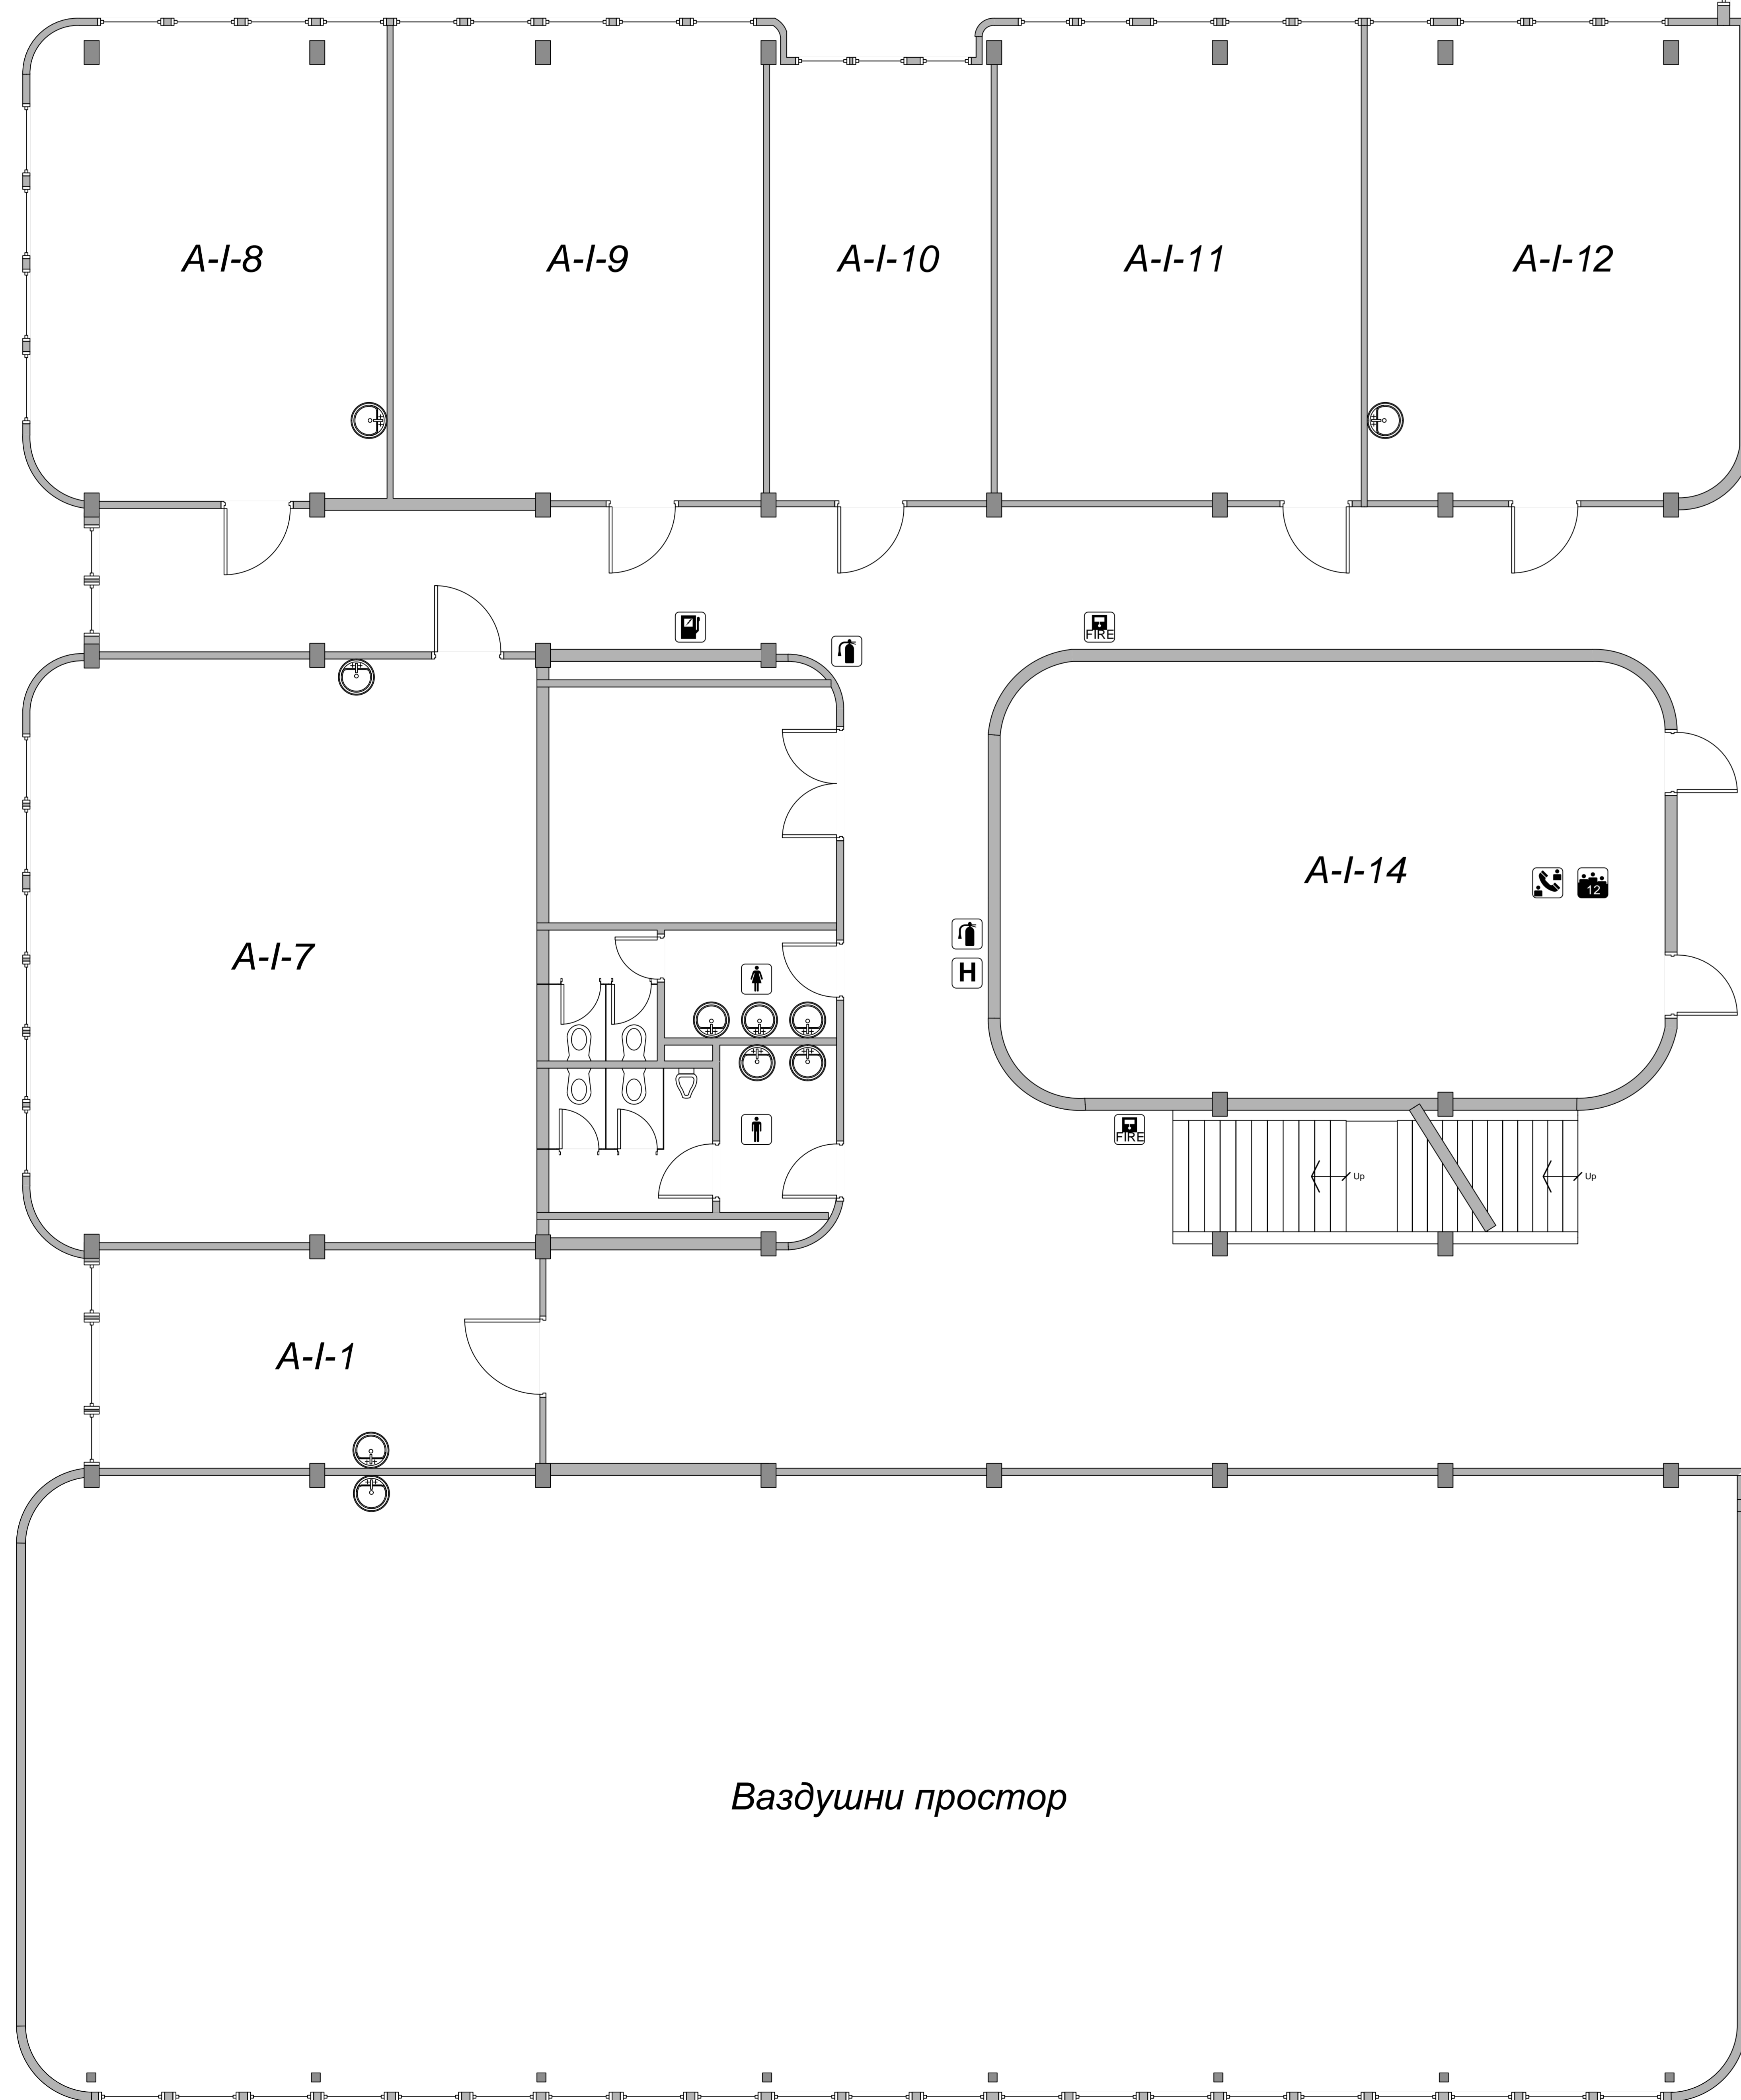 A-I-8
A-I-9
A-I-10
A-I-11
A-I-12
FIRE
A-I-14
12
A-I-7
H
FIRE
Up
Up
A-I-1
Ваздушни простор